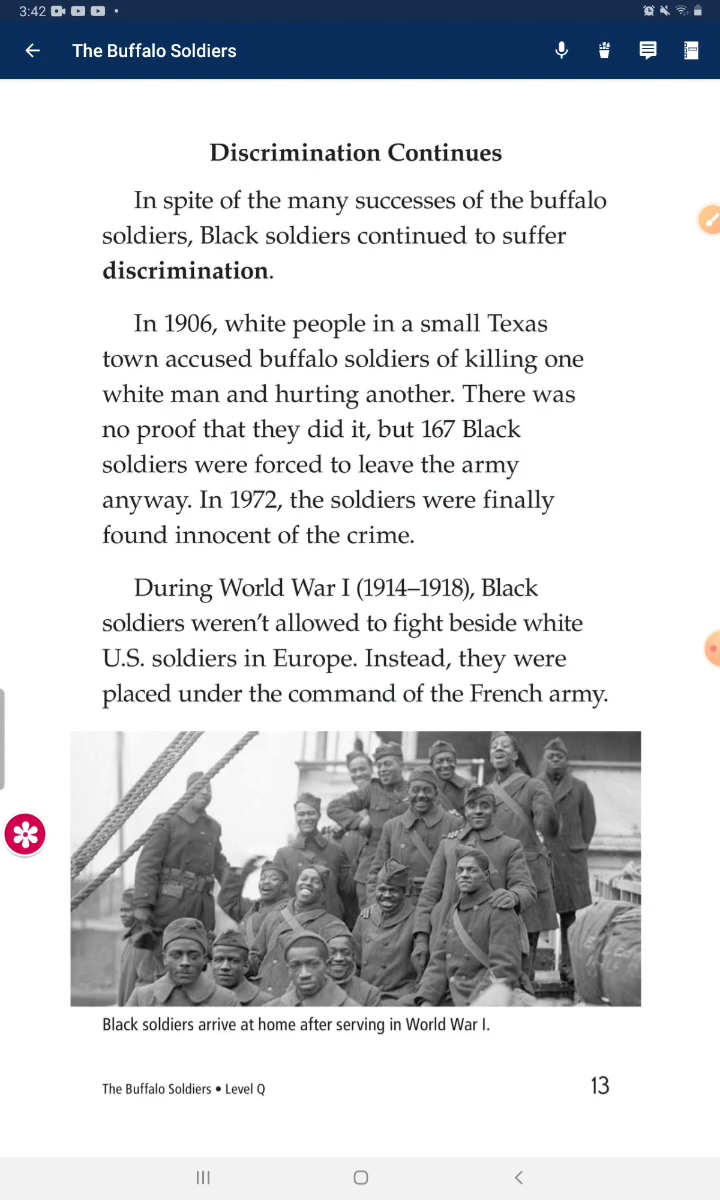 3:42
The Buffalo Soldiers
Discrimination Continues
In spite of the many successes of the buffalo
soldiers, Black soldiers continued to suffer
discrimination.
In 1906, white people in a small Texas
town accused buffalo soldiers of killing one
white man and hurting another. There was
no proof that they did it, but 167 Black
soldiers were forced to leave the army
anyway. In 1972, the soldiers were finally
found innocent of the crime.
During World War I (1914–1918), Black
soldiers weren’t allowed to fight beside white
U.S. soldiers in Europe. Instead, they were
placed under the command of the French army.
Black soldiers arrive at home after serving in World War I.
The Buffalo Soldiers • Level Q
13